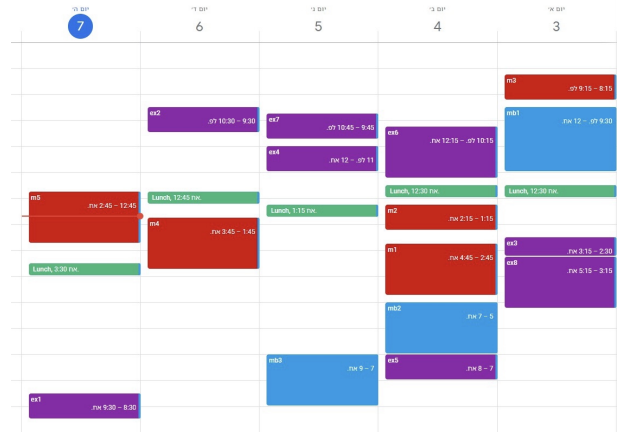 יום א׳
3
יום ב׳
4
יום ג׳
5
יום ד׳
6
יום ה׳
7
m3
8:15 – 9:15 לפ.
mb1
9:30 לפ. – 12 אח.
Lunch, 12:30 אח.
ex3
2:30 – 3:15 אח.
ex8
3:15 – 5:15 אח.
ex6
10:15 לפ. – 12:15 אח.
Lunch, 12:30 אח.
m2
1:15 – 2:15 אח.
m1
2:45 – 4:45 אח.
mb2
5 – 7 אח.
ex5
7 – 8 אח.
ex7
9:45 – 10:45 לפ.
ex4
11 לפ. – 12 אח.
Lunch, 1:15 אח.
mb3
7 – 9 אח.
ex2
9:30 – 10:30 לפ.
Lunch, 12:45 אח.
m4
1:45 – 3:45 אח.
m5
12:45 – 2:45 אח.
Lunch, 3:30 אח.
ex1
8:30 – 9:30 אח.